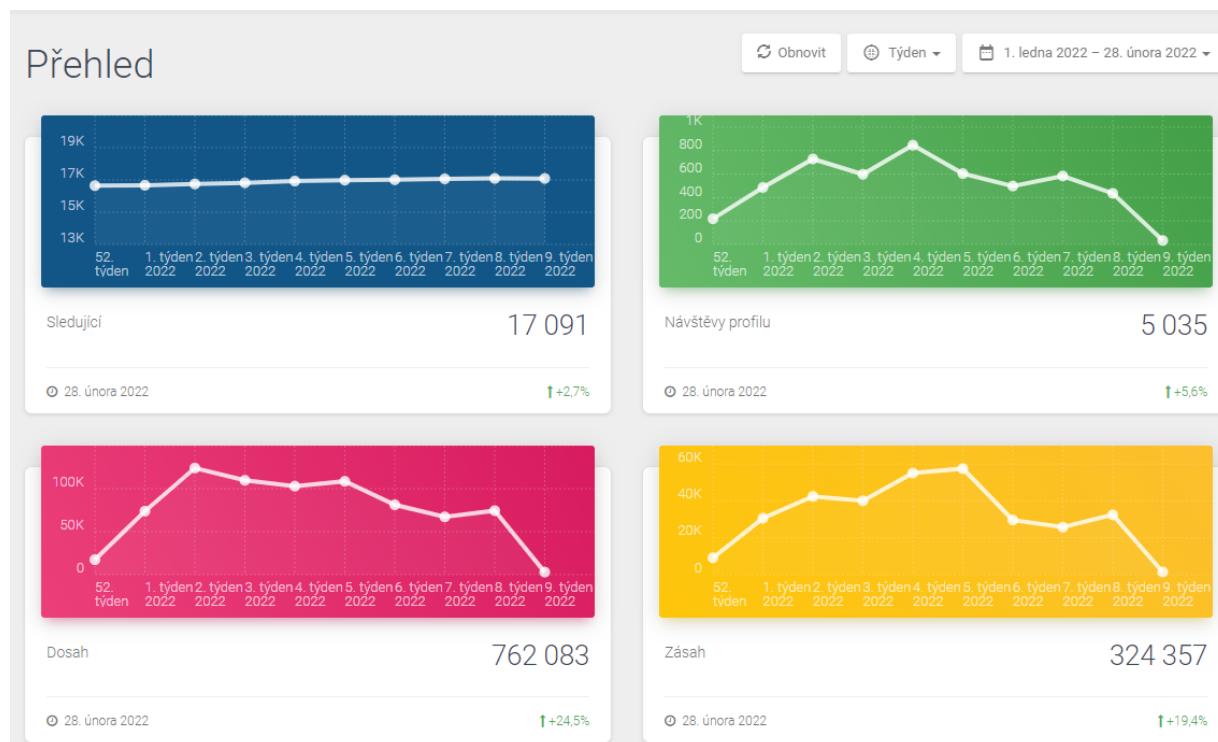 Přehled
Obnovit
Týden
1. ledna 2022 – 28. února 2022
19K
17K
15K
13K
52. 1. týden 2. týden 3. týden 4. týden 5. týden 6. týden 7. týden 8. týden 9. týden
týden 2022 2022 2022 2022 2022 2022 2022 2022 2022
Sledující 17 091
28. února 2022 +2,7%
1K
800
600
400
200
0
52. 1. týden 2. týden 3. týden 4. týden 5. týden 6. týden 7. týden 8. týden 9. týden
týden 2022 2022 2022 2022 2022 2022 2022 2022 2022
Návštěvy profilu 5 035
28. února 2022 +5,6%
100K
50K
0
52. 1. týden 2. týden 3. týden 4. týden 5. týden 6. týden 7. týden 8. týden 9. týden
týden 2022 2022 2022 2022 2022 2022 2022 2022 2022
Dosah 762 083
28. února 2022 +24,5%
60K
40K
20K
0
52. 1. týden 2. týden 3. týden 4. týden 5. týden 6. týden 7. týden 8. týden 9. týden
týden 2022 2022 2022 2022 2022 2022 2022 2022 2022
Zásah 324 357
28. února 2022 +19,4%